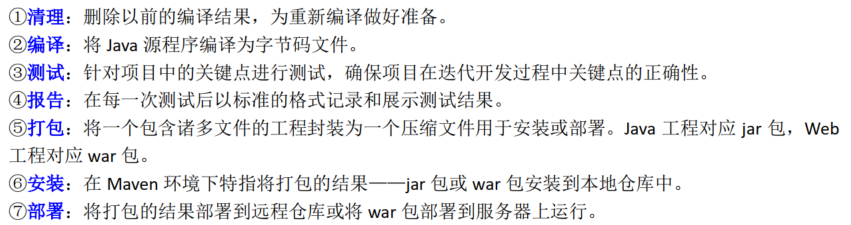 ①清理：删除以前的编译结果，为重新编译做好准备。
②编译：将 Java 源程序编译为字节码文件。
③测试：针对项目中的关键点进行测试，确保项目在迭代开发过程中关键点的正确性。
④报告：在每一次测试后以标准的格式记录和展示测试结果。
⑤打包：将一个包含诸多文件的工程封装为一个压缩文件用于安装或部署。Java 工程对应 jar 包，Web
工程对应 war 包。
⑥安装：在 Maven 环境下特指将打包的结果——jar 包或 war 包安装到本地仓库中。
⑦部署：将打包的结果部署到远程仓库或将 war 包部署到服务器上运行。